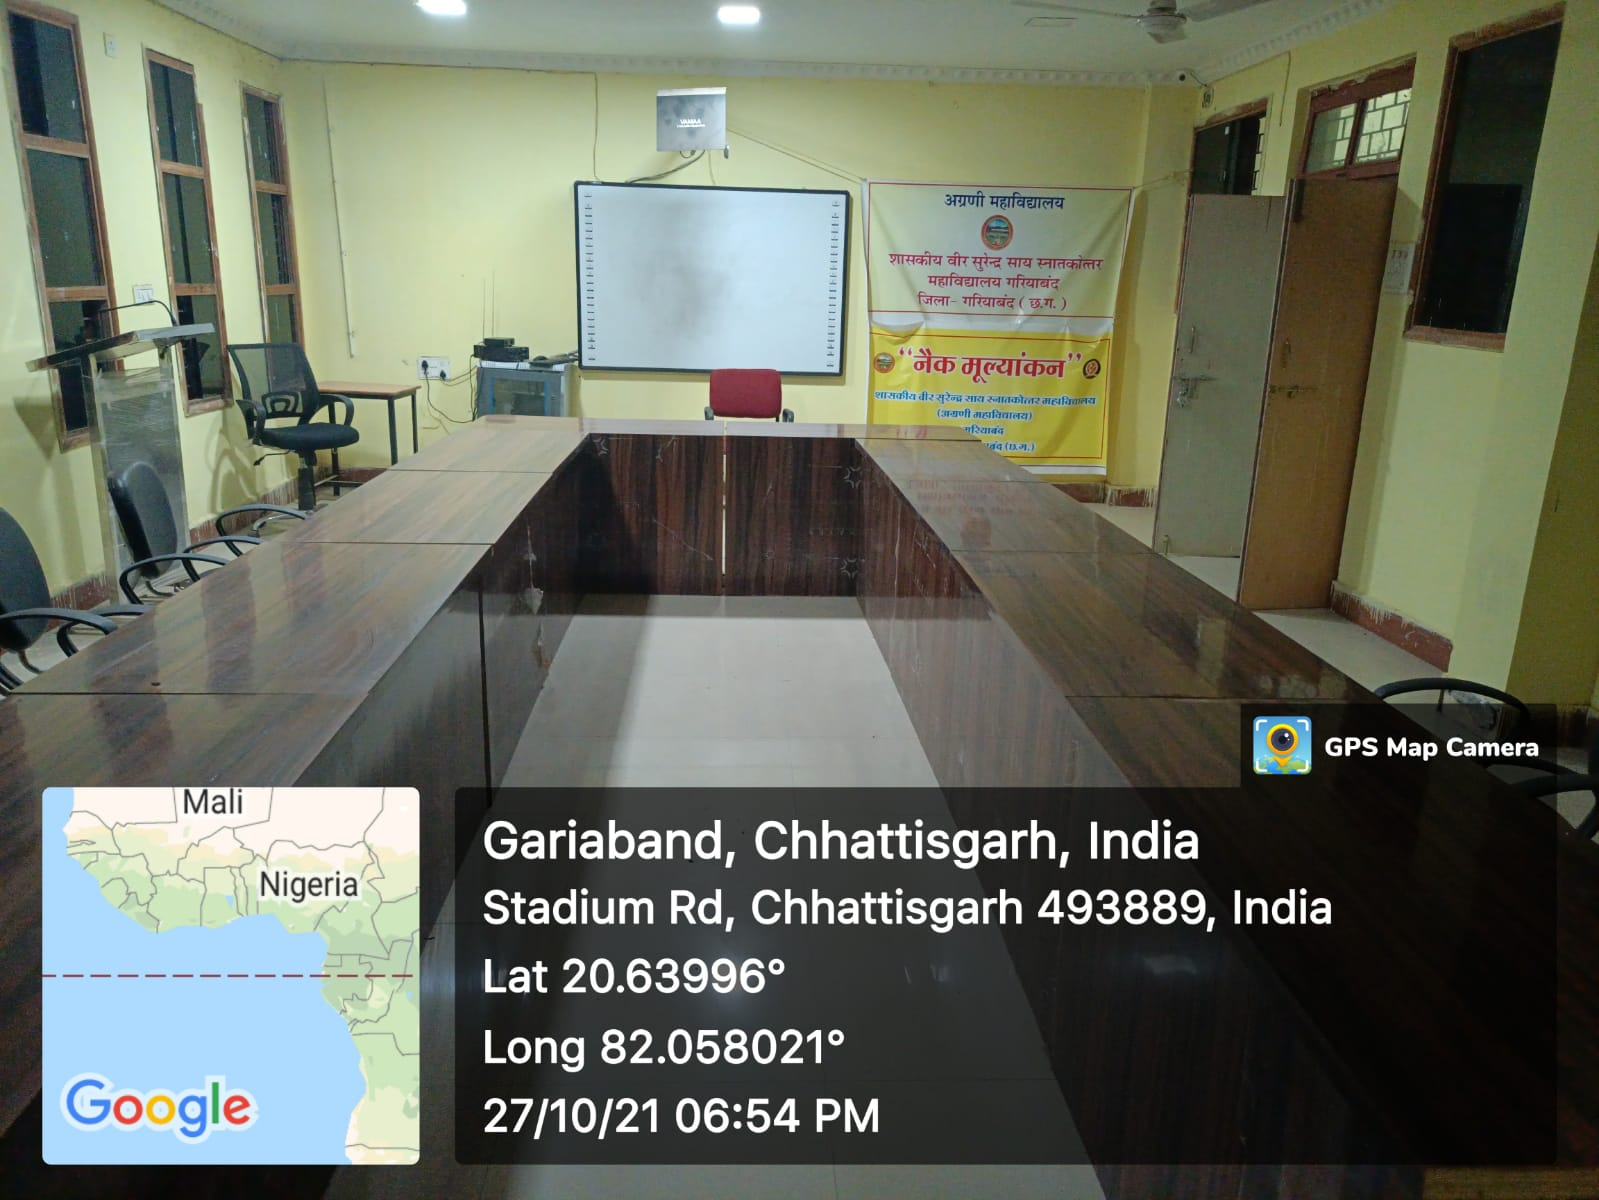 VAMAA
अग्रणी महाविद्यालय
शासकीय वीर सुरेन्द्र साय स्नातकोत्तर
महाविद्यालय गरियाबंद
जिला- गरियाबंद ( छ.ग. )
“नैक मूल्यांकन”
शासकीय वीर सुरेन्द्र साय स्नातकोत्तर महाविद्यालय
(अग्रणी महाविद्यालय)
गरियाबंद
(छ.ग.)
GPS Map Camera
Mali
Nigeria
Google
Gariaband, Chhattisgarh, India
Stadium Rd, Chhattisgarh 493889, India
Lat 20.63996°
Long 82.058021°
27/10/21 06:54 PM